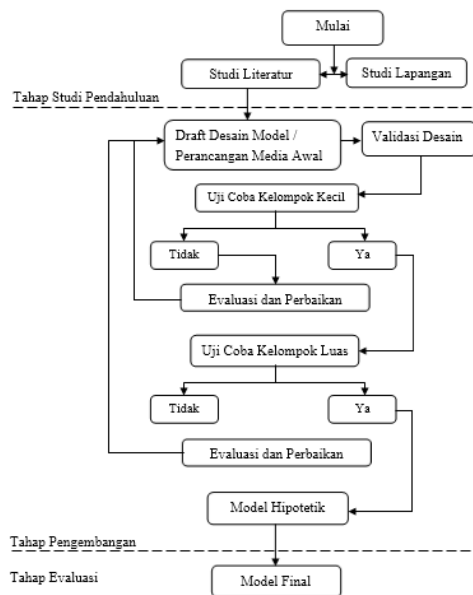 Mulai
Studi Literatur
Studi Lapangan
Tahap Studi Pendahuluan
Draft Desain Model /
Perancangan Media Awal
Validasi Desain
Uji Coba Kelompok Kecil
Tidak
Ya
Evaluasi dan Perbaikan
Uji Coba Kelompok Luas
Tidak
Ya
Evaluasi dan Perbaikan
Model Hipotetik
Tahap Pengembangan
Tahap Evaluasi
Model Final